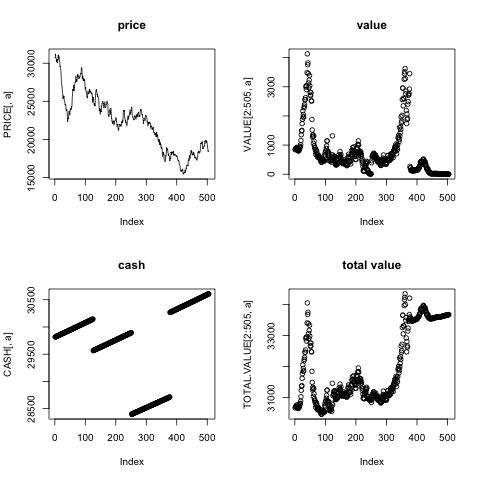 price
PRICE[, a]
15000 20000 25000 30000
0 100 200 300 400 500
Index
value
VALUE[2:505, a]
0 1000 3000
0 100 200 300 400 500
Index
cash
CASH[, a]
28500 29500 30500
0 100 200 300 400 500
Index
total value
TOTAL.VALUE[2:505, a]
31000 33000
0 100 200 300 400 500
Index